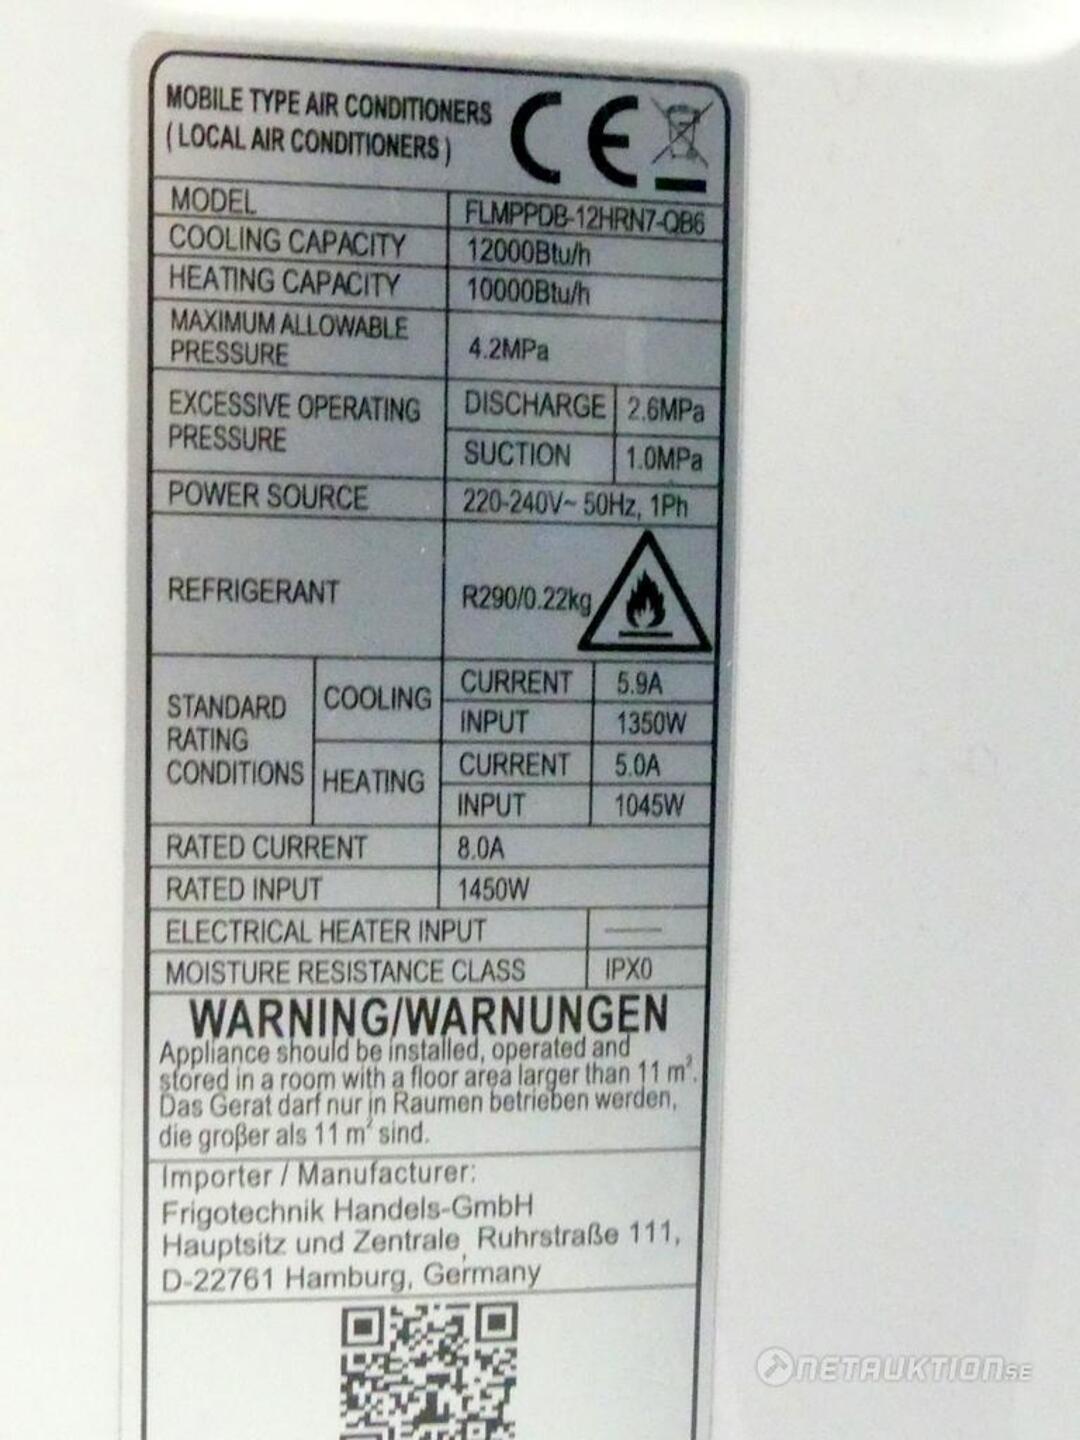 MOBILE TYPE AIR CONDITIONERS
( LOCAL AIR CONDITIONERS )
CE
MODEL FLMPPDB-12HRN7-QB6
COOLING CAPACITY 12000Btu/h
HEATING CAPACITY 10000Btu/h
MAXIMUM ALLOWABLE
PRESSURE 4.2MPa
EXCESSIVE OPERATING
PRESSURE
DISCHARGE 2.6MPa
SUCTION 1.0MPa
POWER SOURCE 220-240V~ 50Hz, 1Ph
REFRIGERANT R290/0.22kg
STANDARD
RATING
CONDITIONS
COOLING
CURRENT 5.9A
INPUT 1350W
HEATING
CURRENT 5.0A
INPUT 1045W
RATED CURRENT 8.0A
RATED INPUT 1450W
ELECTRICAL HEATER INPUT —
MOISTURE RESISTANCE CLASS IPX0
WARNING/WARNUNGEN
Appliance should be installed, operated and
stored in a room with a floor area larger than 11 m².
Das Gerat darf nur in Raumen betrieben werden,
die großer als 11 m² sind.
Importer / Manufacturer:
Frigotechnik Handels-GmbH
Hauptsitz und Zentrale, Ruhrstraße 111,
D-22761 Hamburg, Germany
NETAUKTION.SE